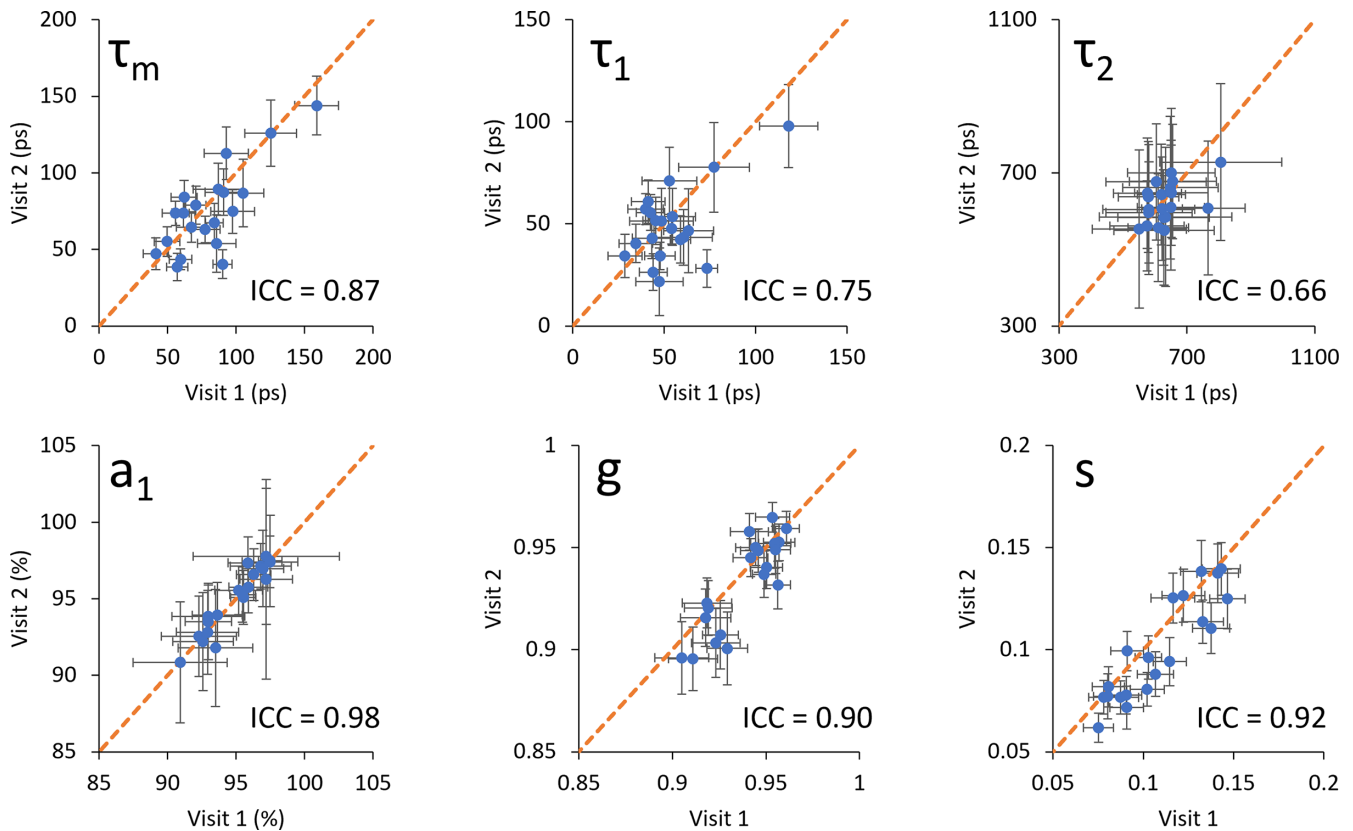 τm
200
150
100
50
0
0 50 100 150 200
Visit 2 (ps)
Visit 1 (ps)
ICC = 0.87
τ1
150
100
50
0
0 50 100 150
Visit 2 (ps)
Visit 1 (ps)
ICC = 0.75
τ2
1100
700
300
300 700 1100
Visit 2 (ps)
Visit 1 (ps)
ICC = 0.66
a1
105
100
95
90
85
85 90 95 100 105
Visit 2 (%)
Visit 1 (%)
ICC = 0.98
g
1
0.95
0.9
0.85
0.85 0.9 0.95 1
Visit 2
Visit 1
ICC = 0.90
s
0.2
0.15
0.1
0.05
0.05 0.1 0.15 0.2
Visit 2
Visit 1
ICC = 0.92